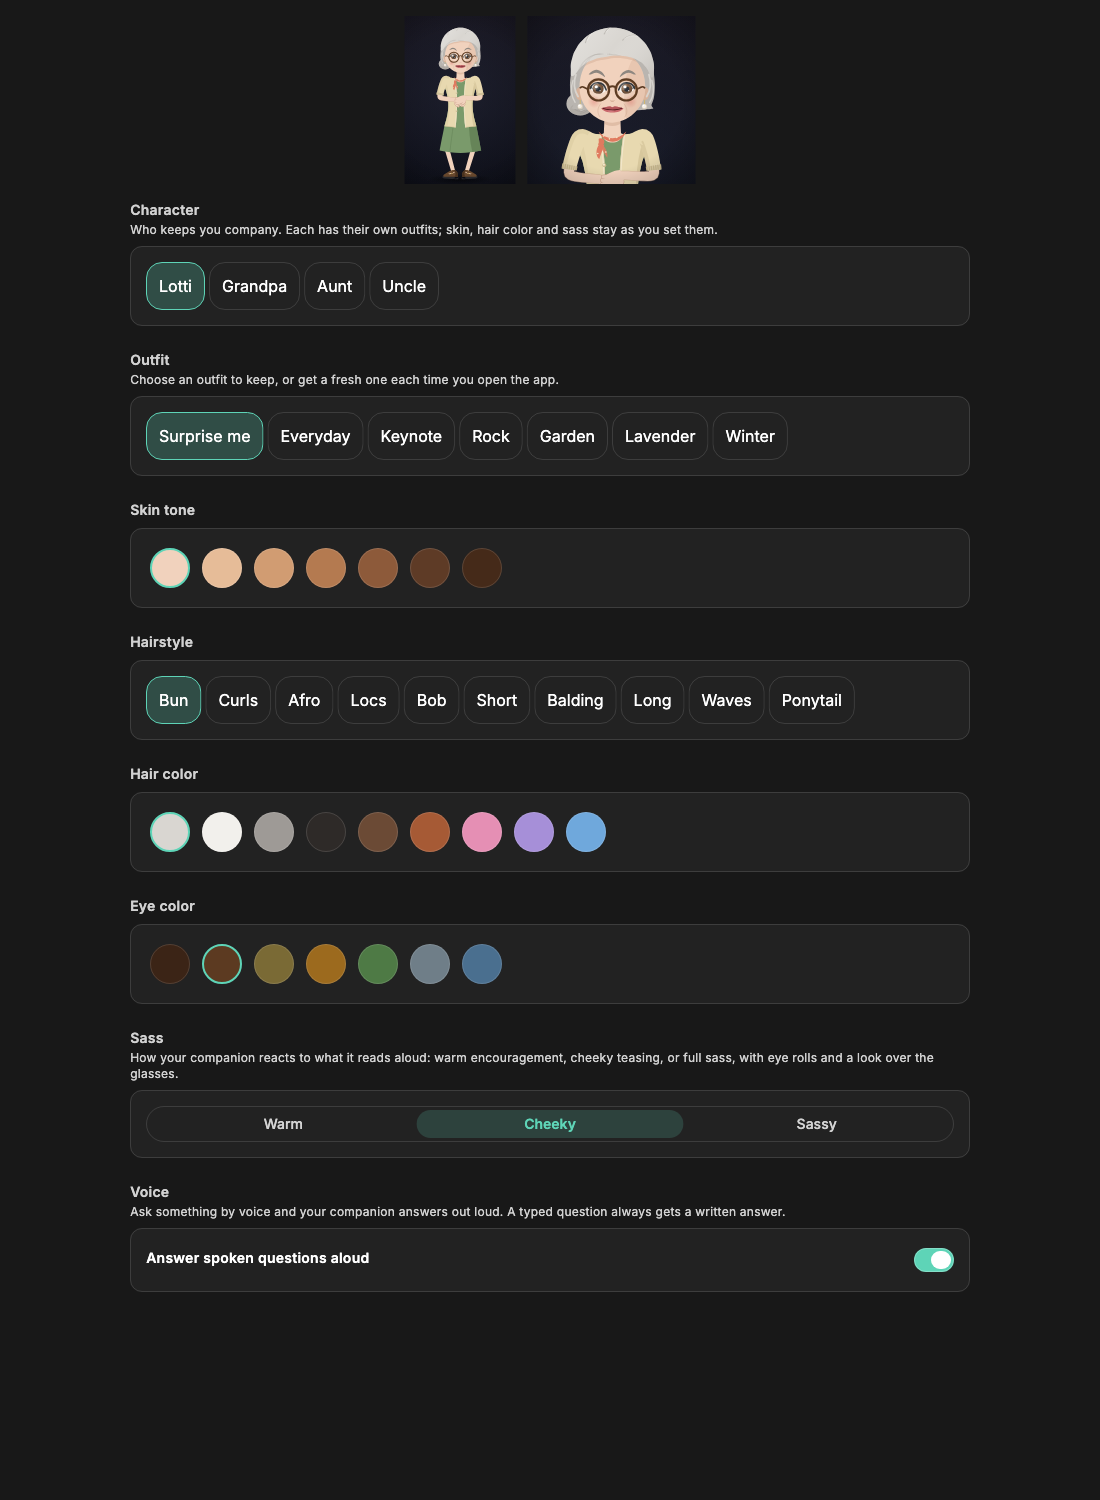 Character
Who keeps you company. Each has their own outfits; skin, hair color and sass stay as you set them.
Lotti Grandpa Aunt Uncle
Outfit
Choose an outfit to keep, or get a fresh one each time you open the app.
Surprise me Everyday Keynote Rock Garden Lavender Winter
Skin tone
Hairstyle
Bun Curls Afro Locs Bob Short Balding Long Waves Ponytail
Hair color
Eye color
Sass
How your companion reacts to what it reads aloud: warm encouragement, cheeky teasing, or full sass, with eye rolls and a look over the
glasses.
Warm Cheeky Sassy
Voice
Ask something by voice and your companion answers out loud. A typed question always gets a written answer.
Answer spoken questions aloud